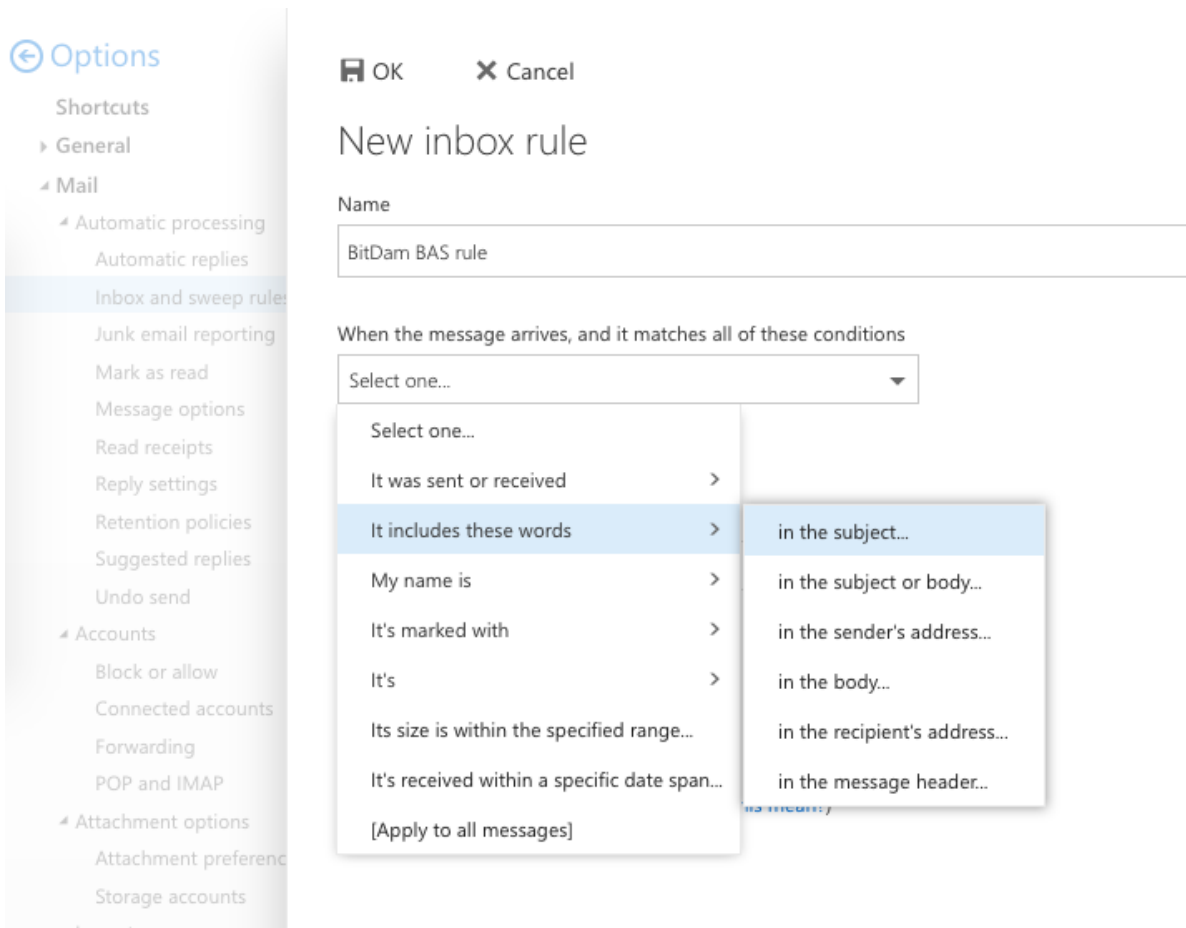 Options
Shortcuts
General
Mail
Automatic processing
Automatic replies
Inbox and sweep rules
Junk email reporting
Mark as read
Message options
Read receipts
Reply settings
Retention policies
Suggested replies
Undo send
Accounts
Block or allow
Connected accounts
Forwarding
POP and IMAP
Attachment options
Attachment preferenc
Storage accounts
OK Cancel
New inbox rule
Name
BitDam BAS rule
When the message arrives, and it matches all of these conditions
Select one...
Select one...
It was sent or received
It includes these words
My name is
It's marked with
It's
Its size is within the specified range...
It's received within a specific date span...
[Apply to all messages]
in the subject...
in the subject or body...
in the sender's address...
in the body...
in the recipient's address...
in the message header...
mean?)